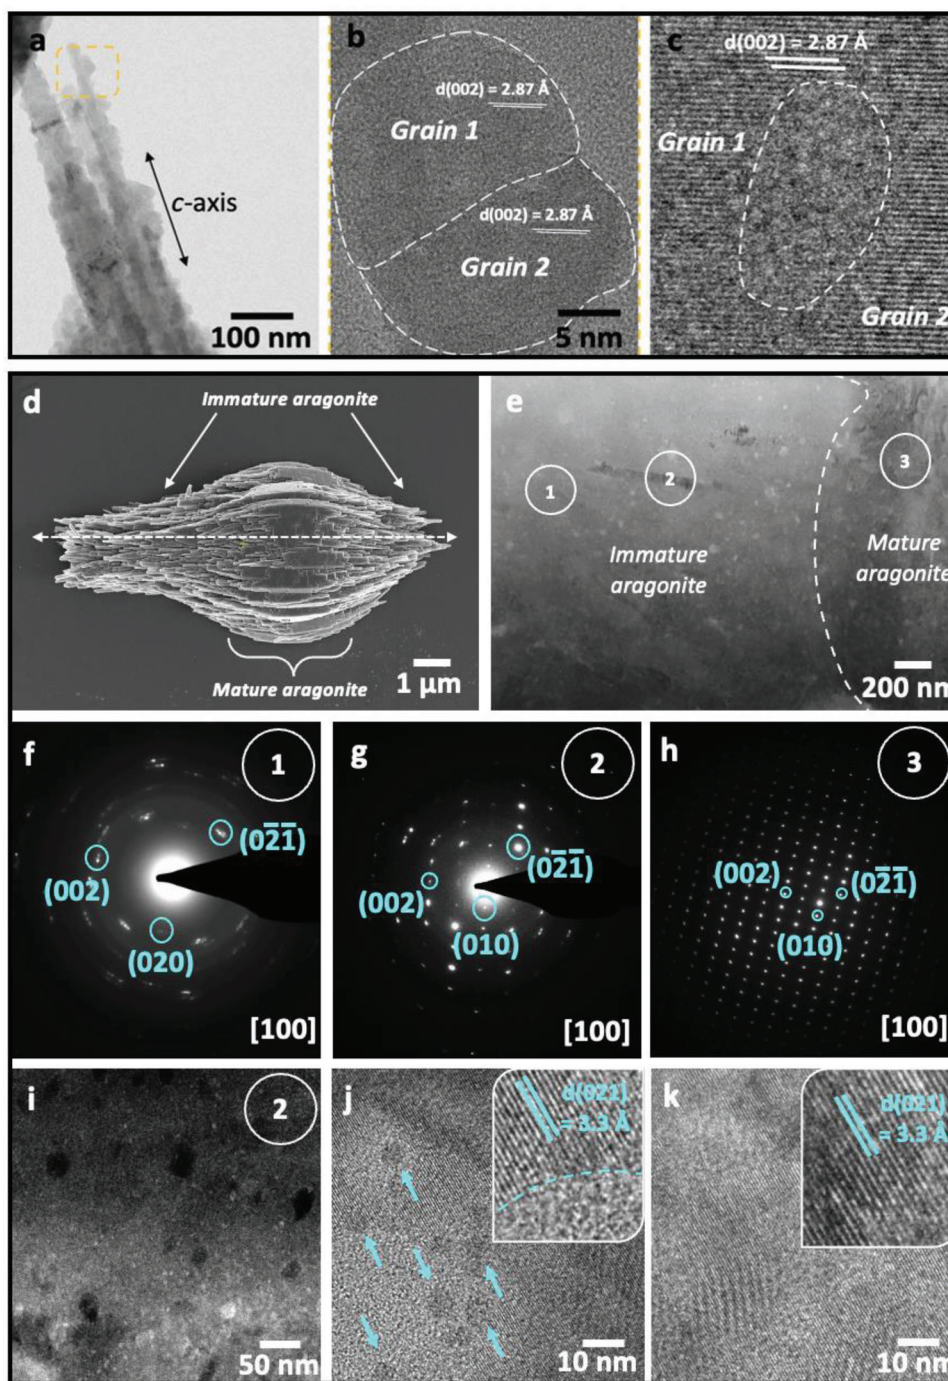 a
c-axis
100 nm
b
d(002) = 2.87 Å
Grain 1
d(002) = 2.87 Å
Grain 2
5 nm
c
d(002) = 2.87 Å
Grain 1
Grain 2
d
Immature aragonite
Mature aragonite
1 μm
e
1
2
3
Immature
aragonite
Mature
aragonite
200 nm
f
1
(02̅1̅)
(002)
(020)
[100]
g
2
(02̅1̅)
(002)
(010)
[100]
h
3
(002)
(02̅1̅)
(010)
[100]
i
2
50 nm
j
d(021)
= 3.3 Å
10 nm
k
d(021)
= 3.3 Å
10 nm